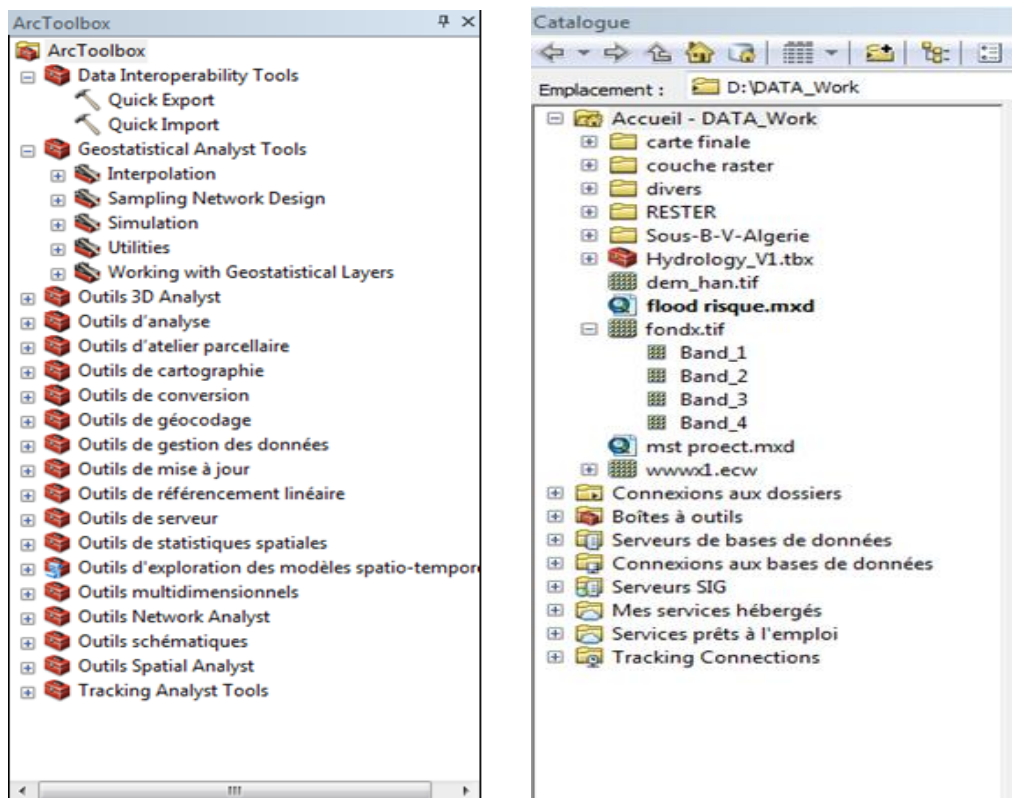 ArcToolbox
ArcToolbox
Data Interoperability Tools
Quick Export
Quick Import
Geostatistical Analyst Tools
Interpolation
Sampling Network Design
Simulation
Utilities
Working with Geostatistical Layers
Outils 3D Analyst
Outils d'analyse
Outils d'atelier parcellaire
Outils de cartographie
Outils de conversion
Outils de géocodage
Outils de gestion des données
Outils de mise à jour
Outils de référencement linéaire
Outils de serveur
Outils de statistiques spatiales
Outils d'exploration des modèles spatio-tempor
Outils multidimensionnels
Outils Network Analyst
Outils schématiques
Outils Spatial Analyst
Tracking Analyst Tools
Catalogue
Emplacement : D:\DATA_Work
Accueil - DATA_Work
carte finale
couche raster
divers
RESTER
Sous-B-V-Algerie
Hydrology_V1.tbx
dem_han.tif
flood risque.mxd
fondx.tif
Band_1
Band_2
Band_3
Band_4
mst proect.mxd
wwwx1.ecw
Connexions aux dossiers
Boîtes à outils
Serveurs de bases de données
Connexions aux bases de données
Serveurs SIG
Mes services hébergés
Services prêts à l'emploi
Tracking Connections